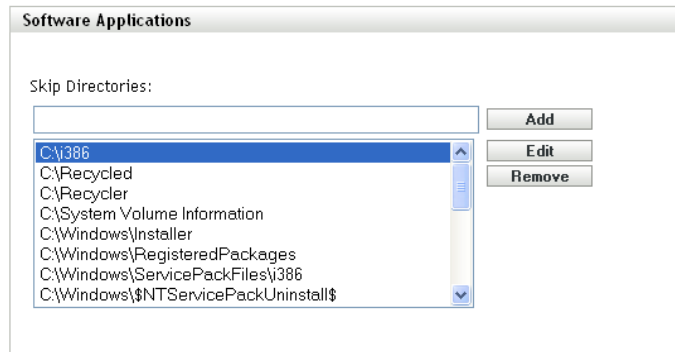 Software Applications
Skip Directories:
Add
C:\i386
Edit
C:\Recycled
Remove
C:\Recycler
C:\System Volume Information
C:\Windows\Installer
C:\Windows\RegisteredPackages
C:\Windows\ServicePackFiles\i386
C:\Windows\$NTServicePackUninstall$